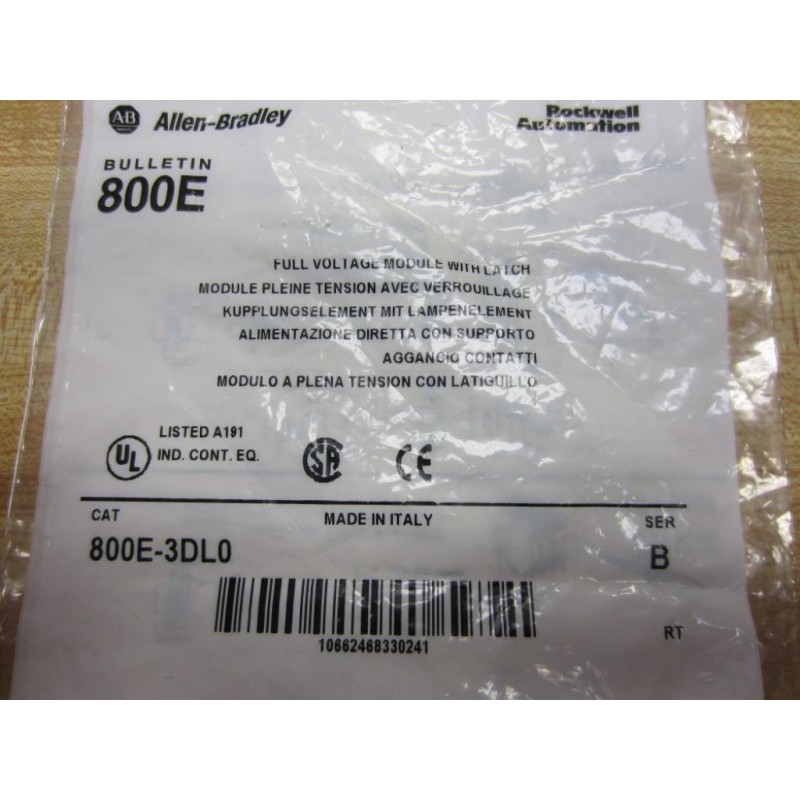 AB Allen-Bradley
Rockwell
Automation
BULLETIN
800E
FULL VOLTAGE MODULE WITH LATCH
MODULE PLEINE TENSION AVEC VERROUILLAGE
KUPPLUNGSELEMENT MIT LAMPENELEMENT
ALIMENTAZIONE DIRETTA CON SUPPORTO
AGGANCIO CONTATTI
MODULO A PLENA TENSION CON LATIGUILLO
UL
LISTED A191
IND. CONT. EQ.
SA
CE
CAT
MADE IN ITALY
SER
800E-3DL0
B
10662468330241
RT